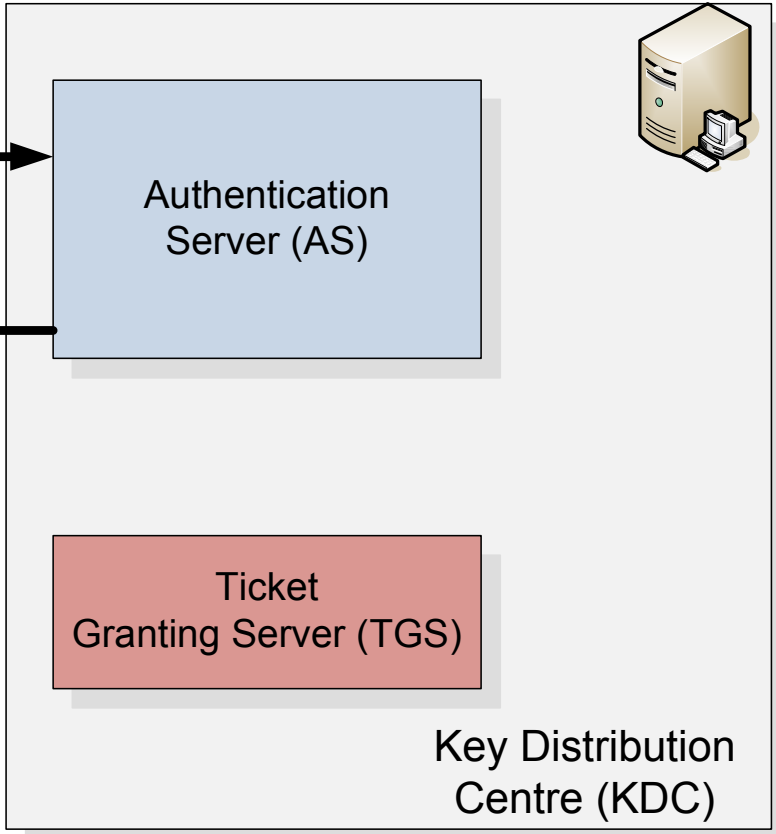 Authentication
Server (AS)
Ticket
Granting Server (TGS)
Key Distribution
Centre (KDC)